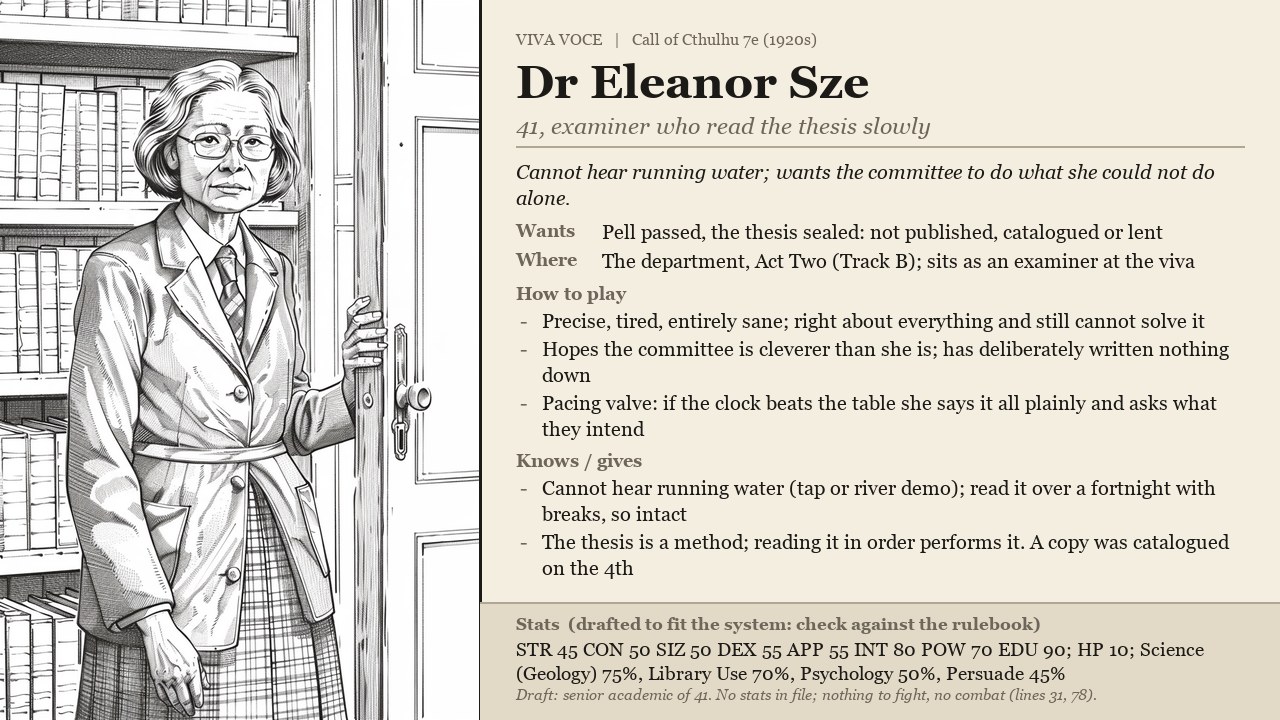 VIVA VOCE | Call of Cthulhu 7e (1920s)
Dr Eleanor Sze
41, examiner who read the thesis slowly
Cannot hear running water; wants the committee to do what she could not do
alone.
Wants Pell passed, the thesis sealed: not published, catalogued or lent
Where The department, Act Two (Track B); sits as an examiner at the viva
How to play
- Precise, tired, entirely sane; right about everything and still cannot solve it
- Hopes the committee is cleverer than she is; has deliberately written nothing
down
- Pacing valve: if the clock beats the table she says it all plainly and asks what
they intend
Knows / gives
- Cannot hear running water (tap or river demo); read it over a fortnight with
breaks, so intact
- The thesis is a method; reading it in order performs it. A copy was catalogued
on the 4th
Stats (drafted to fit the system: check against the rulebook)
STR 45 CON 50 SIZ 50 DEX 55 APP 55 INT 80 POW 70 EDU 90; HP 10; Science
(Geology) 75%, Library Use 70%, Psychology 50%, Persuade 45%
Draft: senior academic of 41. No stats in file; nothing to fight, no combat (lines 31, 78).